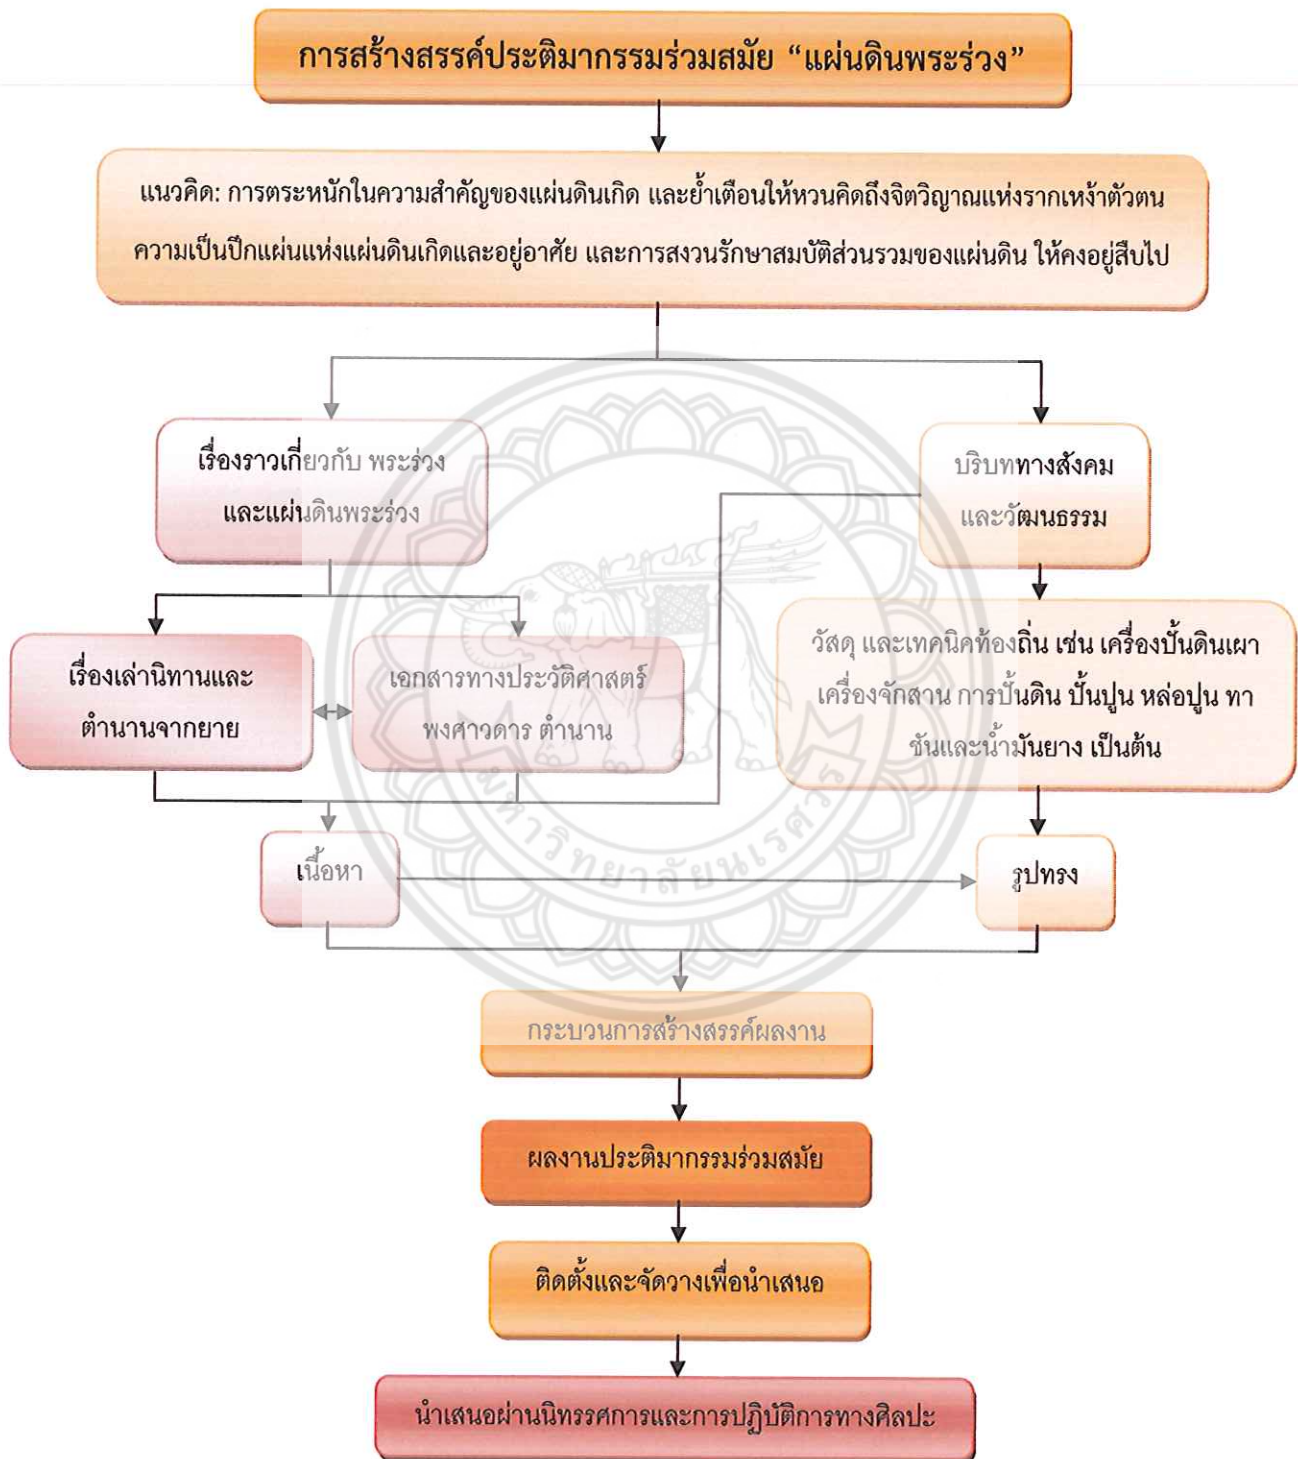 การสร้างสรรค์ประติมากรรมร่วมสมัย “แผ่นดินพระร่วง”
แนวคิด: การตระหนักในความสำคัญของแผ่นดินเกิด และย้ำเตือนให้หวนคิดถึงจิตวิญญาณแห่งรากเหง้าตัวตน
ความเป็นปึกแผ่นแห่งแผ่นดินเกิดและอยู่อาศัย และการสงวนรักษาสมบัติส่วนรวมของแผ่นดิน ให้คงอยู่สืบไป
เรื่องราวเกี่ยวกับ พระร่วง
และแผ่นดินพระร่วง
บริบททางสังคม
และวัฒนธรรม
เรื่องเล่านิทานและ
ตำนานจากยาย
เอกสารทางประวัติศาสตร์
พงศาวดาร ตำนาน
วัสดุ และเทคนิคท้องถิ่น เช่น เครื่องปั้นดินเผา
เครื่องจักสาน การปั้นดิน ปั้นปูน หล่อปูน ทา
ชันและน้ำมันยาง เป็นต้น
เนื้อหา
รูปทรง
มหาวิทยาลัยนเรศวร
กระบวนการสร้างสรรค์ผลงาน
ผลงานประติมากรรมร่วมสมัย
ติดตั้งและจัดวางเพื่อนำเสนอ
นำเสนอผ่านนิทรรศการและการปฏิบัติการทางศิลปะ